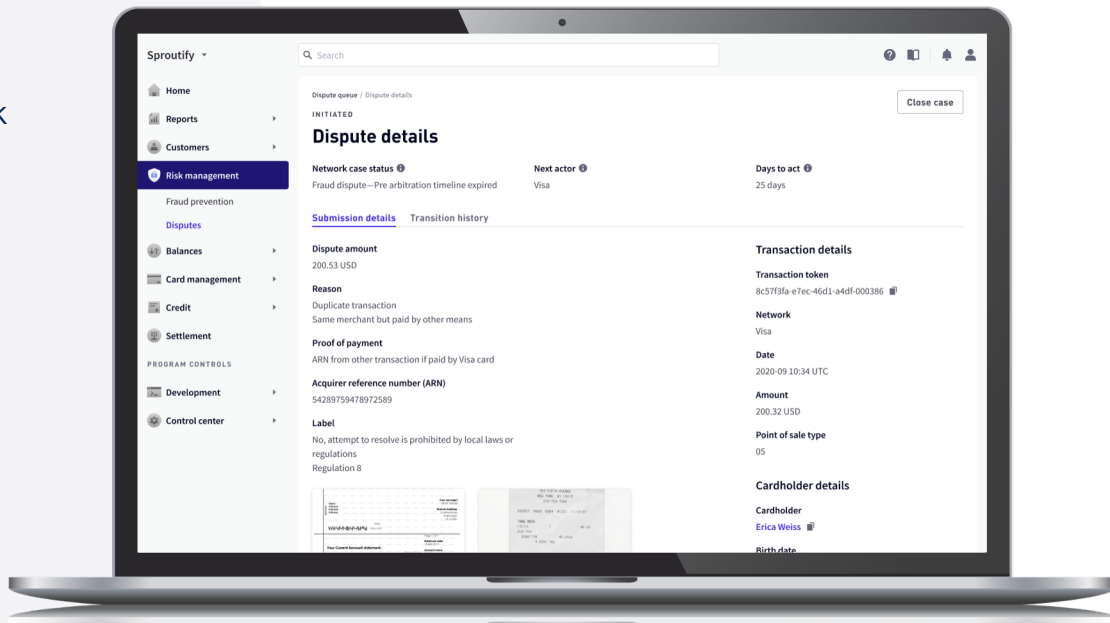 k
Sproutify
Search
Home
Reports
Customers
Risk management
Fraud prevention
Disputes
Balances
Card management
Credit
Settlement
PROGRAM CONTROLS
Development
Control center
Dispute queue / Dispute details
INITIATED
Dispute details
Close case
Network case status
Fraud dispute—Pre arbitration timeline expired
Next actor
Visa
Days to act
25 days
Submission details Transition history
Dispute amount
200.53 USD
Reason
Duplicate transaction
Same merchant but paid by other means
Proof of payment
ARN from other transaction if paid by Visa card
Acquirer reference number (ARN)
54289759478972589
Label
No, attempt to resolve is prohibited by local laws or
regulations
Regulation 8
Your Current Account statement
Transaction details
Transaction token
8c57f3fa-e7ec-46d1-a4df-000386
Network
Visa
Date
2020-09 10:34 UTC
Amount
200.32 USD
Point of sale type
05
Cardholder details
Cardholder
Erica Weiss
Birth date